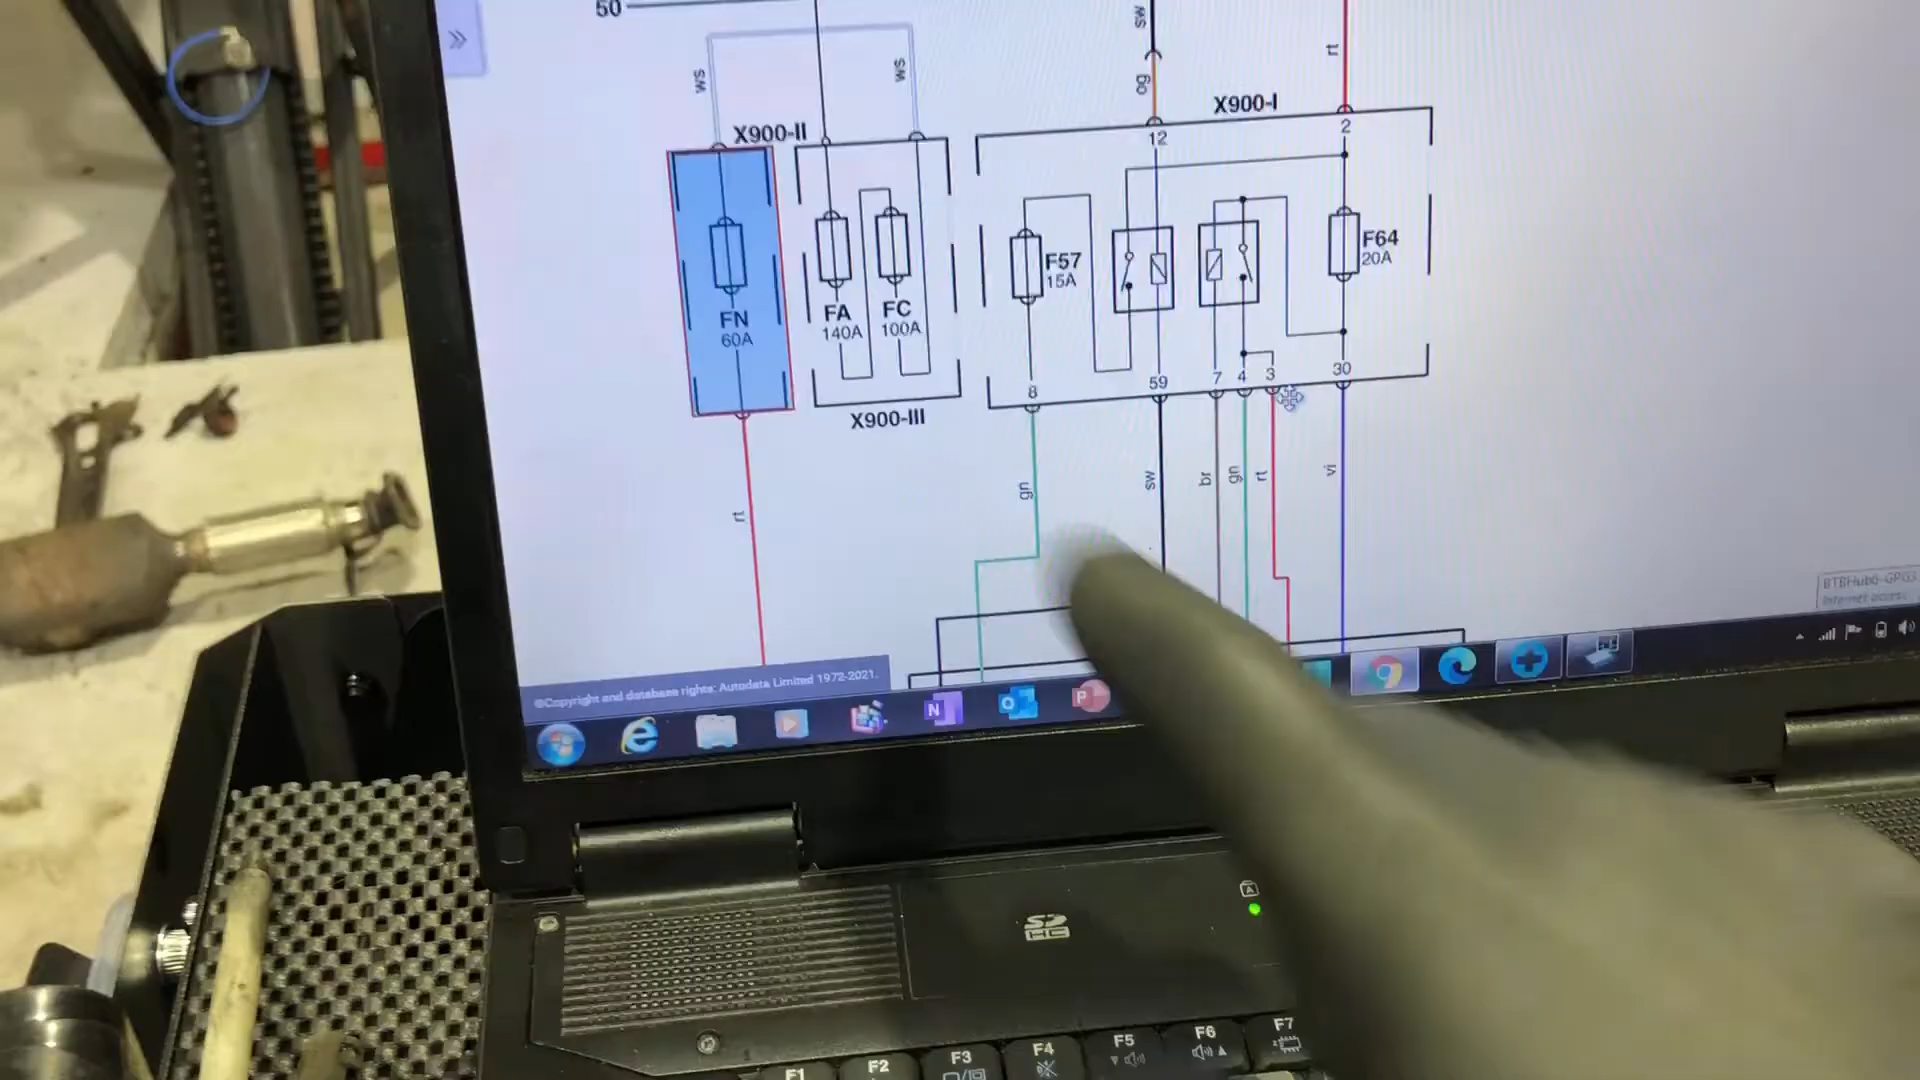 50
sw
rt
ws
ws
og
X900-I
X900-II
12
2
F57
15A
F64
20A
FN
60A
FA
140A
FC
100A
8
59
7
4
3
30
X900-III
rt
gn
sw
br
gn
rt
vi
©Copyright and database rights: Autodata Limited 1972-2021.
N
O
P
SD
HC
A
F1
F2
F3
F4
F5
F6
F7